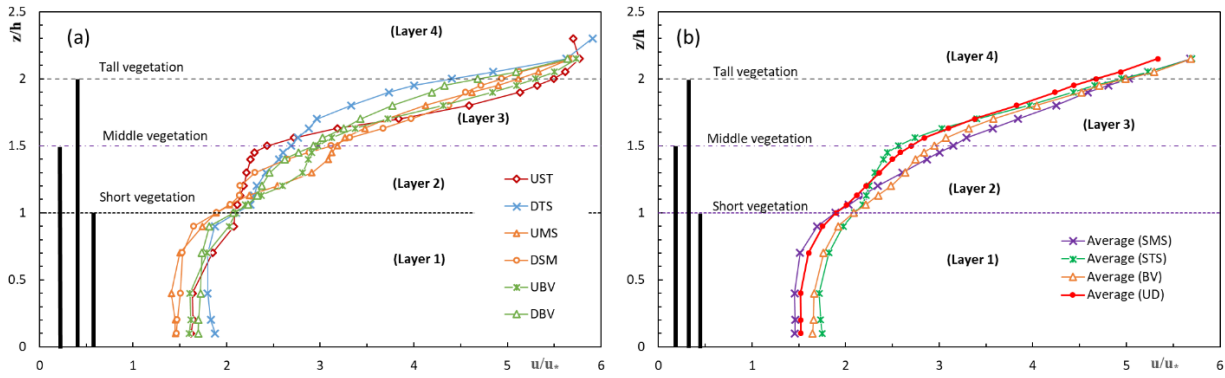 z/h
2.5
2
1.5
1
0.5
0
0 1 2 3 4 5 6
u/u*
(a)
(Layer 4)
Tall vegetation
(Layer 3)
Middle vegetation
(Layer 2)
Short vegetation
(Layer 1)
UST
DTS
UMS
DSM
UBV
DBV
z/h
2.5
2
1.5
1
0.5
0
0 1 2 3 4 5 6
u/u*
(b)
(Layer 4)
Tall vegetation
(Layer 3)
Middle vegetation
(Layer 2)
Short vegetation
(Layer 1)
Average (SMS)
Average (STS)
Average (BV)
Average (UD)